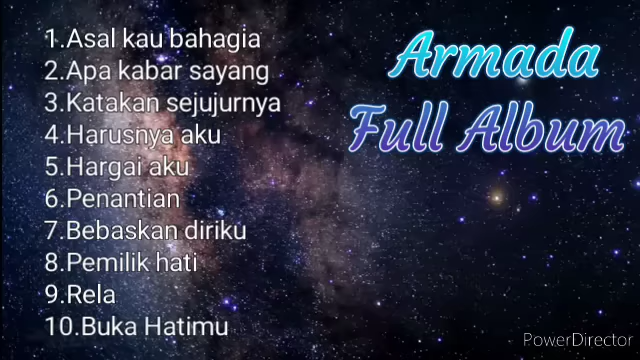 1.Asal kau bahagia
2.Apa kabar sayang
3.Katakan sejujurnya
4.Harusnya aku
5.Hargai aku
6.Penantian
7.Bebaskan diriku
8.Pemilik hati
9.Rela
10.Buka Hatimu
Armada
Full Album
PowerDirector